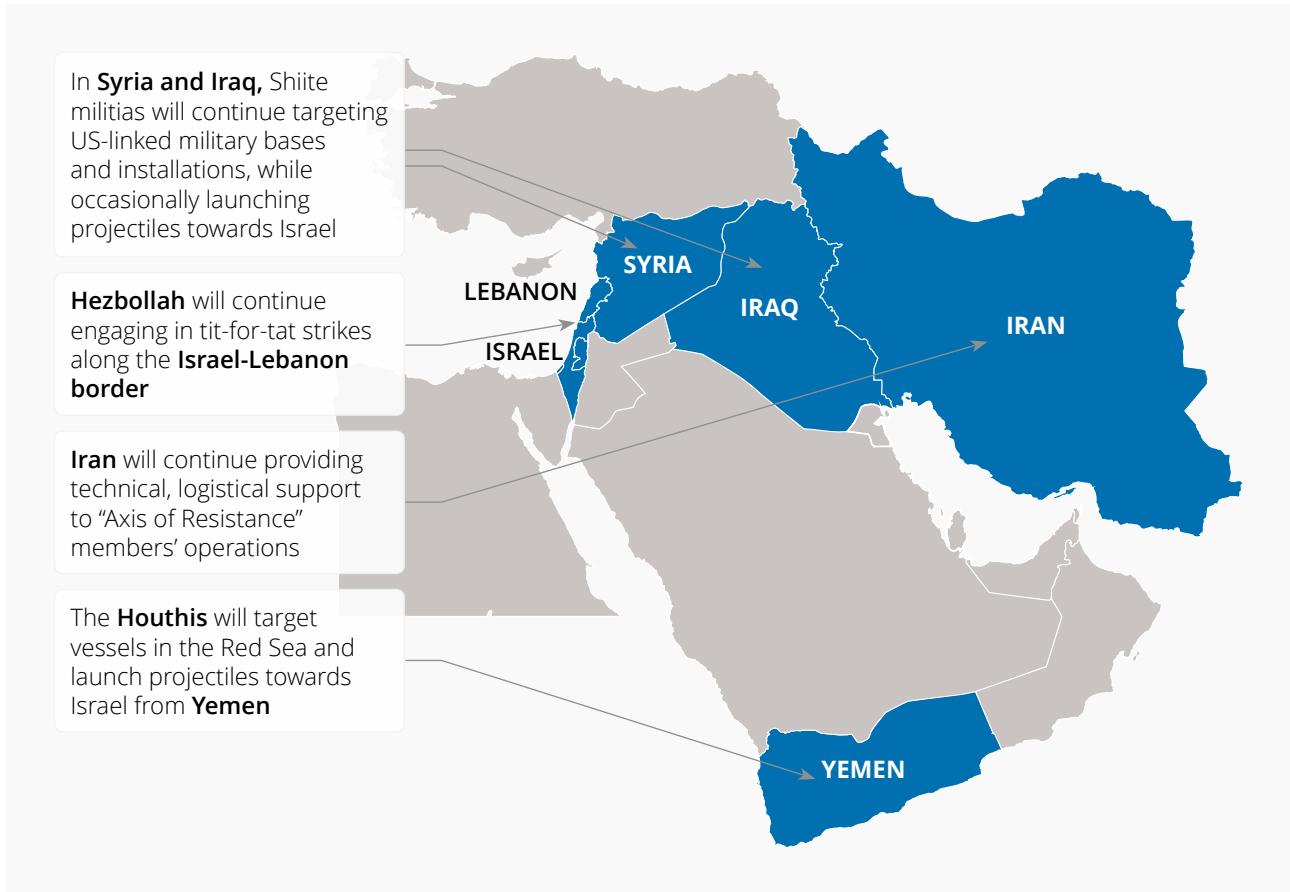 In Syria and Iraq, Shiite
militias will continue targeting
US-linked military bases
and installations, while
occasionally launching
projectiles towards Israel
Hezbollah will continue
engaging in tit-for-tat strikes
along the Israel-Lebanon
border
Iran will continue providing
technical, logistical support
to “Axis of Resistance”
members’ operations
The Houthis will target
vessels in the Red Sea and
launch projectiles towards
Israel from Yemen
SYRIA
LEBANON
IRAQ
IRAN
ISRAEL
YEMEN